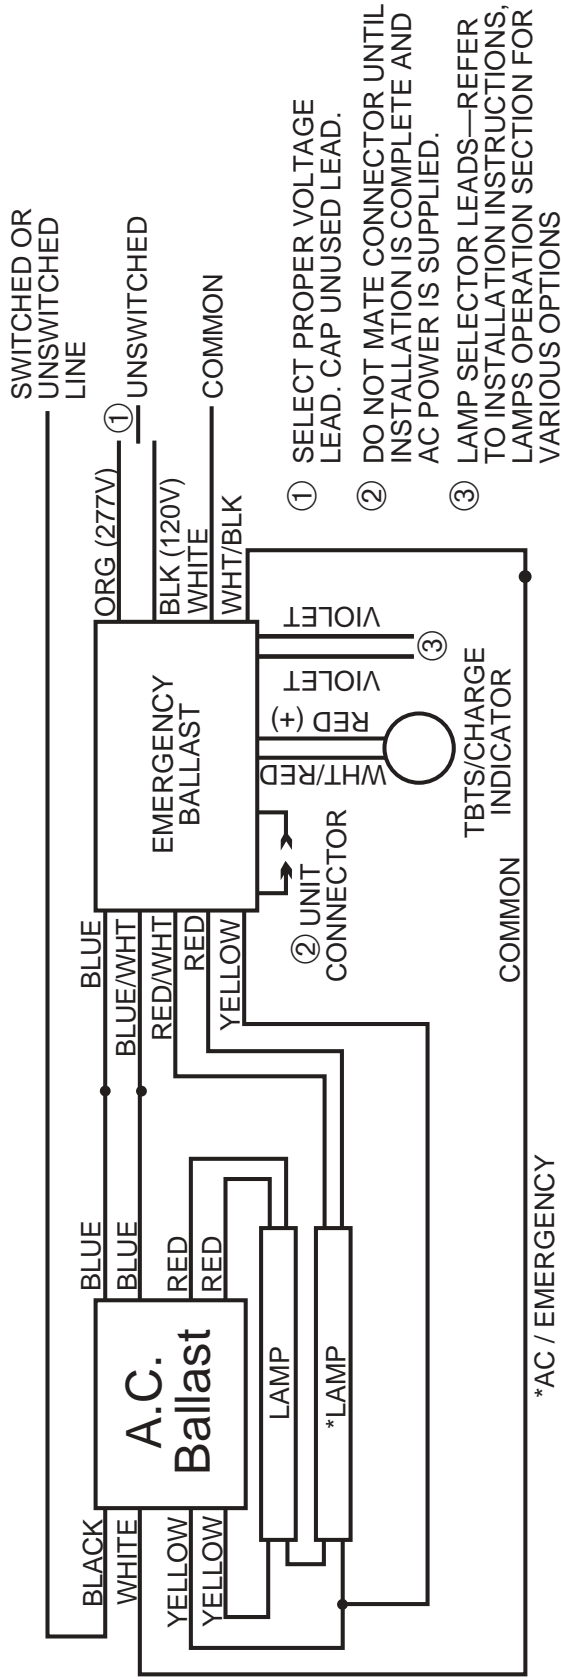 SWITCHED OR
UNSWITCHED
LINE
① UNSWITCHED
COMMON
ORG (277V)
BLK (120V)
WHITE
WHT/BLK
EMERGENCY
BALLAST
BLUE
BLUE/WHT
RED/WHT
RED
YELLOW
VIOLET
VIOLET
RED (+)
WHT/RED
③
TBTS/CHARGE
INDICATOR
② UNIT
CONNECTOR
COMMON
BLUE
BLUE
RED
RED
A.C.
Ballast
BLACK
WHITE
YELLOW
YELLOW
LAMP
*LAMP
*AC / EMERGENCY
① SELECT PROPER VOLTAGE
LEAD. CAP UNUSED LEAD.
② DO NOT MATE CONNECTOR UNTIL
INSTALLATION IS COMPLETE AND
AC POWER IS SUPPLIED.
③ LAMP SELECTOR LEADS—REFER
TO INSTALLATION INSTRUCTIONS,
LAMPS OPERATION SECTION FOR
VARIOUS OPTIONS